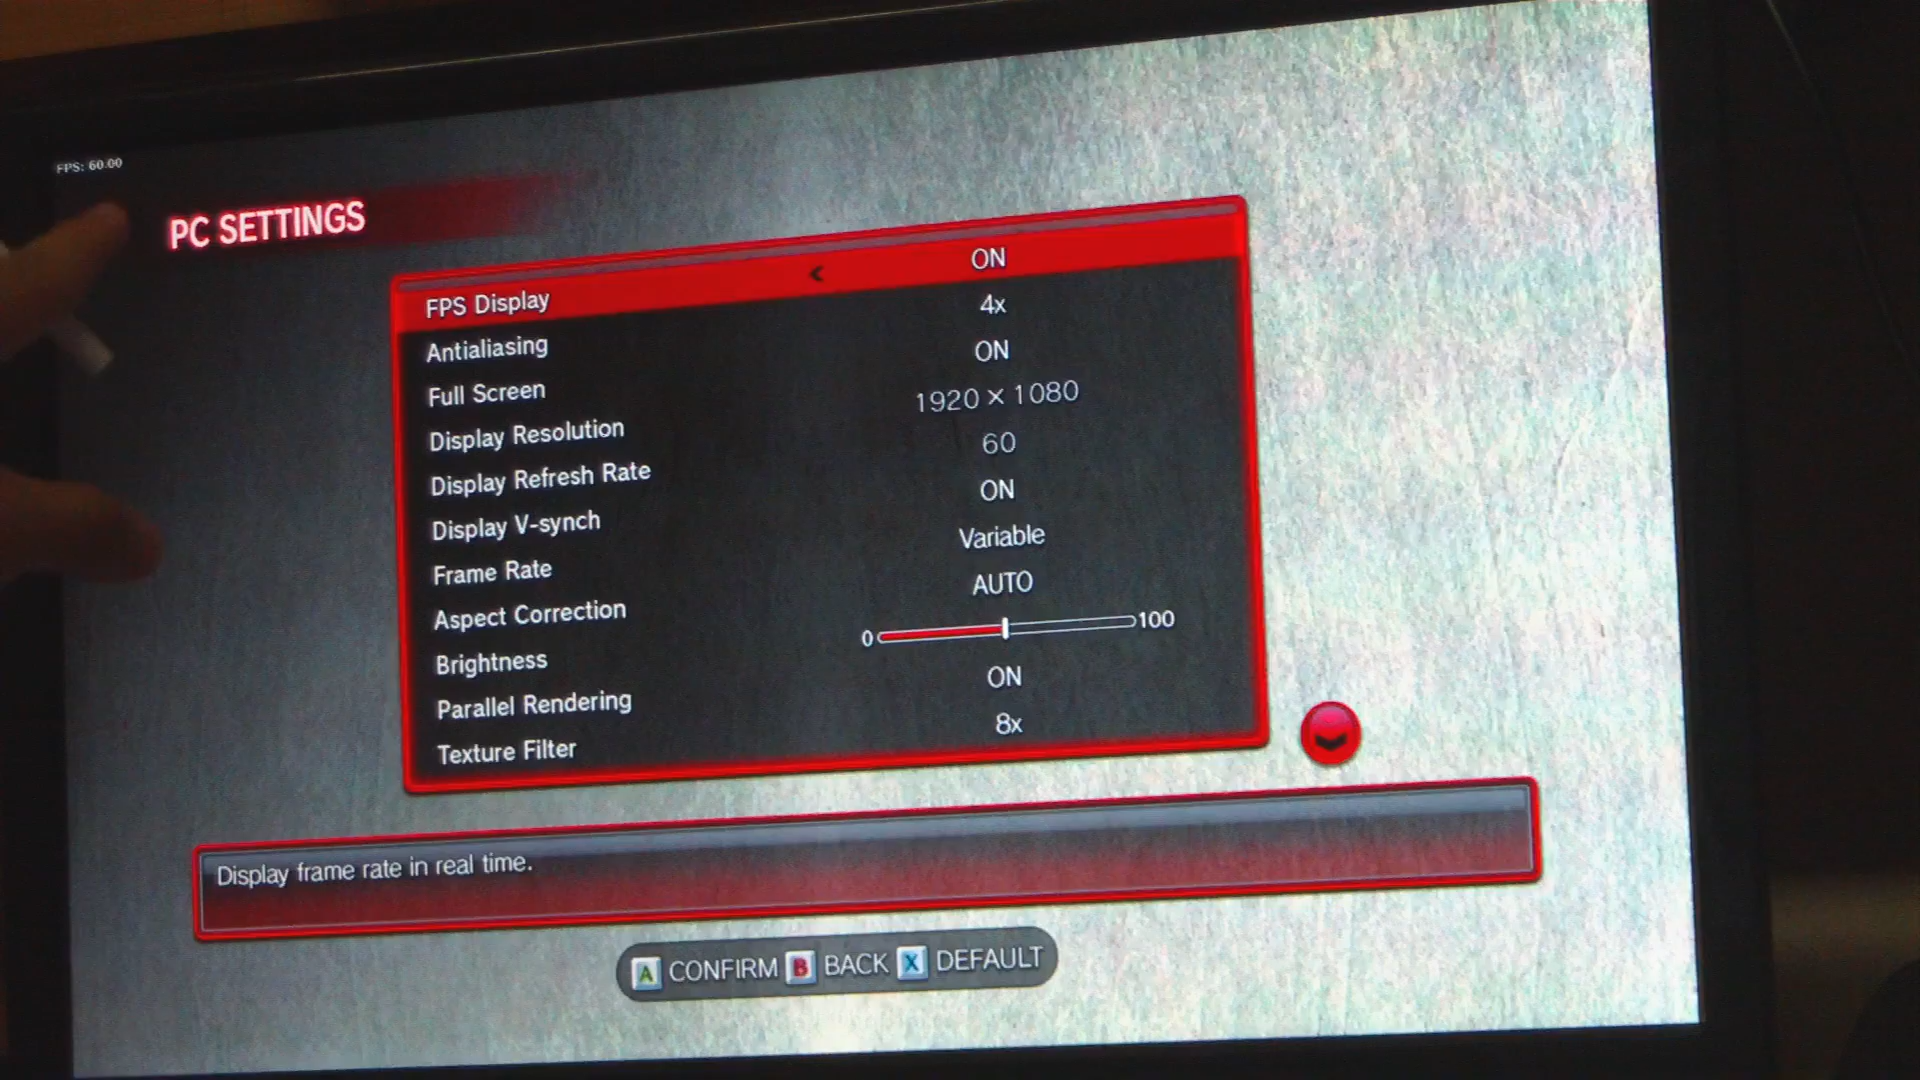 FPS: 60.00
PC SETTINGS
FPS Display < ON
Antialiasing 4x
Full Screen ON
Display Resolution 1920 × 1080
Display Refresh Rate 60
Display V-synch ON
Frame Rate Variable
Aspect Correction AUTO
Brightness 0 100
Parallel Rendering ON
Texture Filter 8x
Display frame rate in real time.
A CONFIRM B BACK X DEFAULT